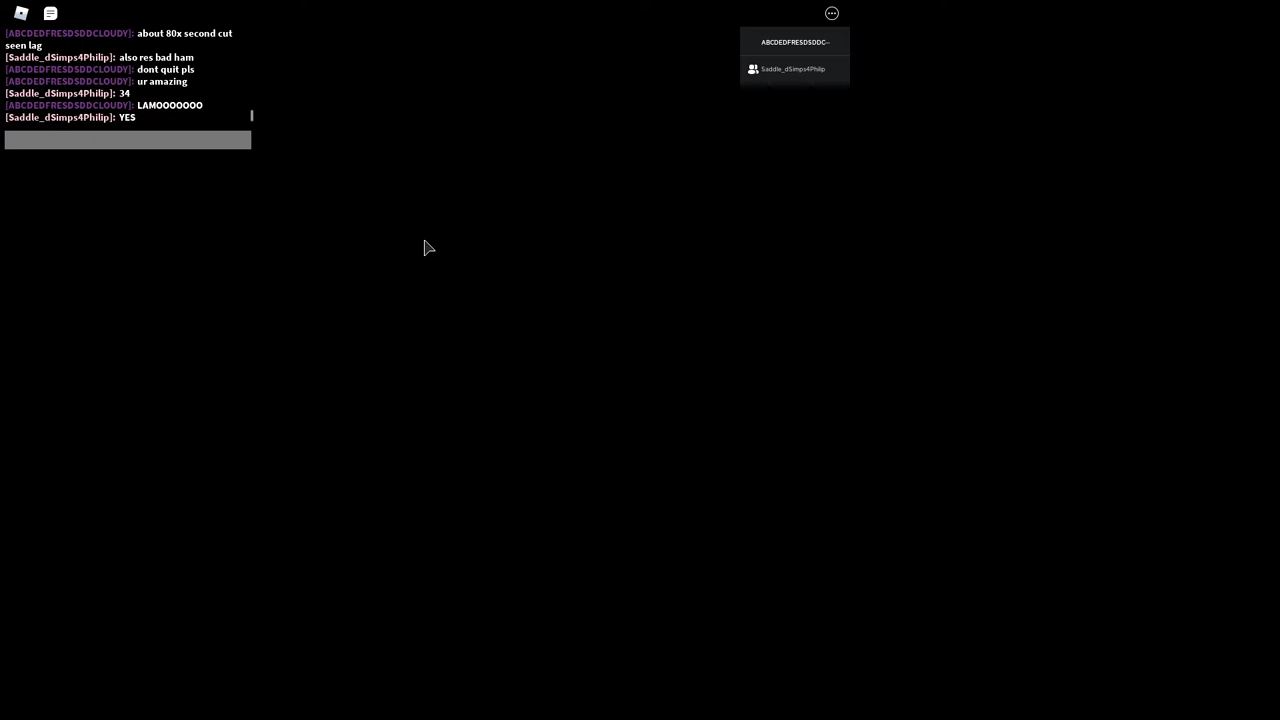 [ABCDEDFRESDSDDCLOUDY]: about 80x second cut
seen lag
[Saddle_dSimps4Philip]: also res bad ham
[ABCDEDFRESDSDDCLOUDY]: dont quit pls
[ABCDEDFRESDSDDCLOUDY]: ur amazing
[Saddle_dSimps4Philip]: 34
[ABCDEDFRESDSDDCLOUDY]: LAMOOOOOOO
[Saddle_dSimps4Philip]: YES
ABCDEDFRESDSDDC--
Saddle_dSimps4Philip